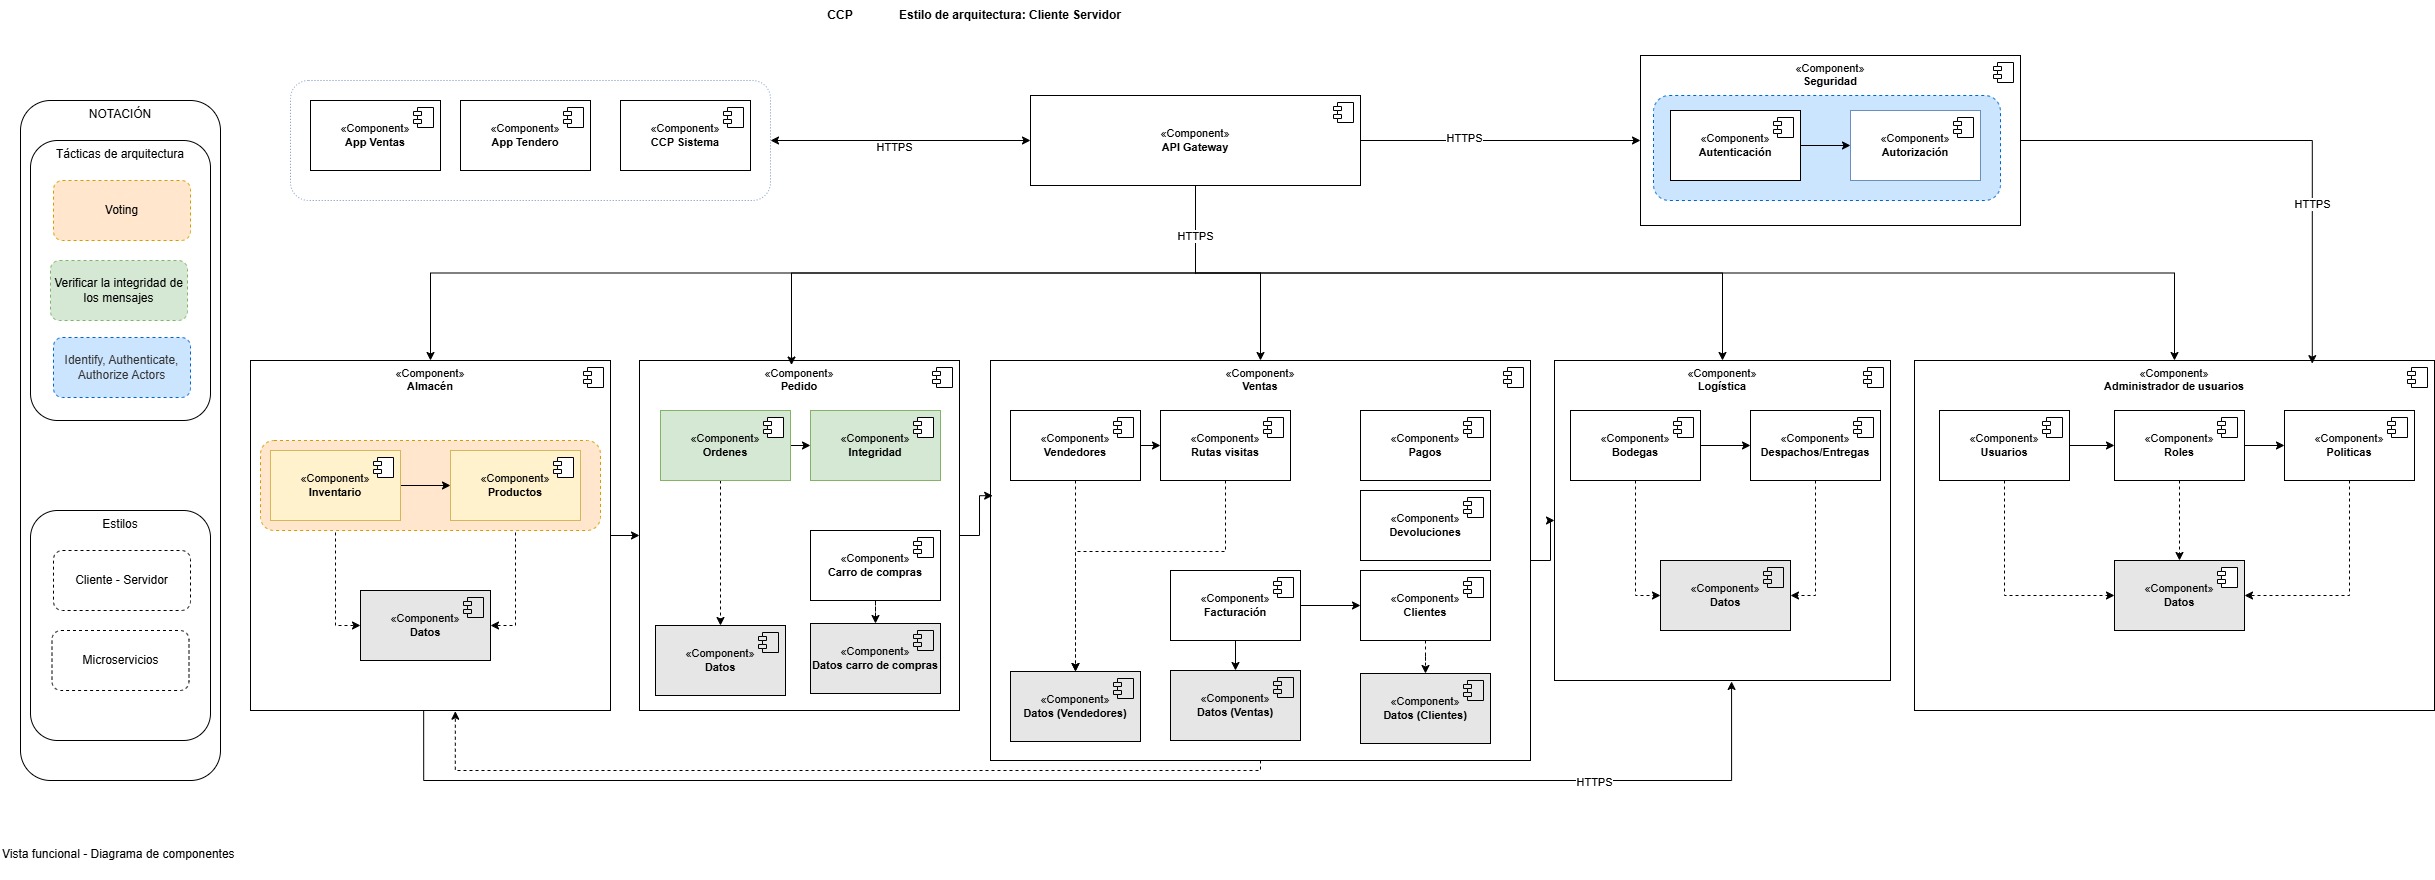 CCP Estilo de arquitectura: Cliente Servidor
NOTACIÓN
Tácticas de arquitectura
Voting
Verificar la integridad de
los mensajes
Identify, Authenticate,
Authorize Actors
Estilos
Cliente - Servidor
Microservicios
«Component»
App Ventas
«Component»
App Tendero
«Component»
CCP Sistema
HTTPS
«Component»
API Gateway
HTTPS
«Component»
Seguridad
«Component»
Autenticación
«Component»
Autorización
HTTPS
HTTPS
«Component»
Almacén
«Component»
Inventario
«Component»
Productos
«Component»
Datos
«Component»
Pedido
«Component»
Ordenes
«Component»
Integridad
«Component»
Carro de compras
«Component»
Datos
«Component»
Datos carro de compras
«Component»
Ventas
«Component»
Vendedores
«Component»
Rutas visitas
«Component»
Pagos
«Component»
Devoluciones
«Component»
Facturación
«Component»
Clientes
«Component»
Datos (Vendedores)
«Component»
Datos (Ventas)
«Component»
Datos (Clientes)
«Component»
Logística
«Component»
Bodegas
«Component»
Despachos/Entregas
«Component»
Datos
«Component»
Administrador de usuarios
«Component»
Usuarios
«Component»
Roles
«Component»
Politicas
«Component»
Datos
HTTPS
Vista funcional - Diagrama de componentes